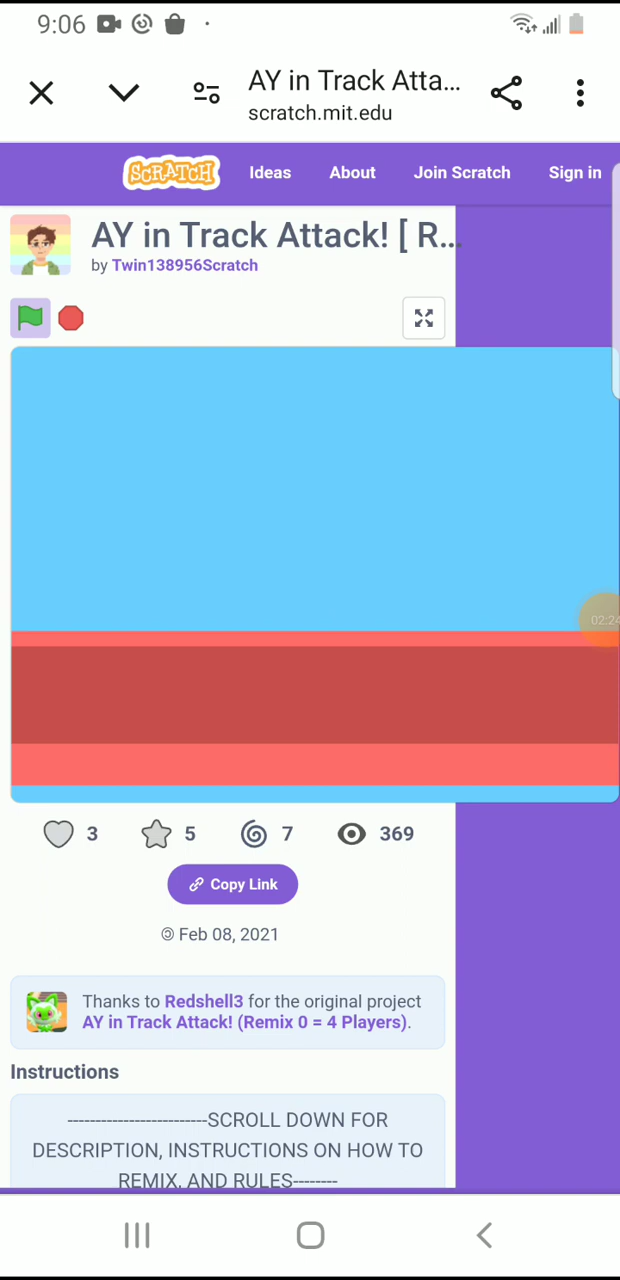 9:06
AY in Track Atta...
scratch.mit.edu
SCRATCH
Ideas
About
Join Scratch
Sign in
AY in Track Attack! [ R...
by Twin138956Scratch
02:24
3
5
7
369
Copy Link
Feb 08, 2021
Thanks to Redshell3 for the original project
AY in Track Attack! (Remix 0 = 4 Players).
Instructions
--------------------------SCROLL DOWN FOR
DESCRIPTION, INSTRUCTIONS ON HOW TO
REMIX, AND RULES--------